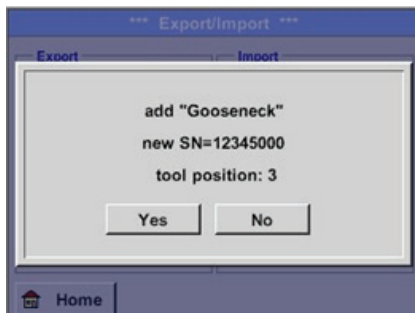 *** Export/Import ***
Export Import
add "Gooseneck"
new SN=12345000
tool position: 3
Yes No
Home